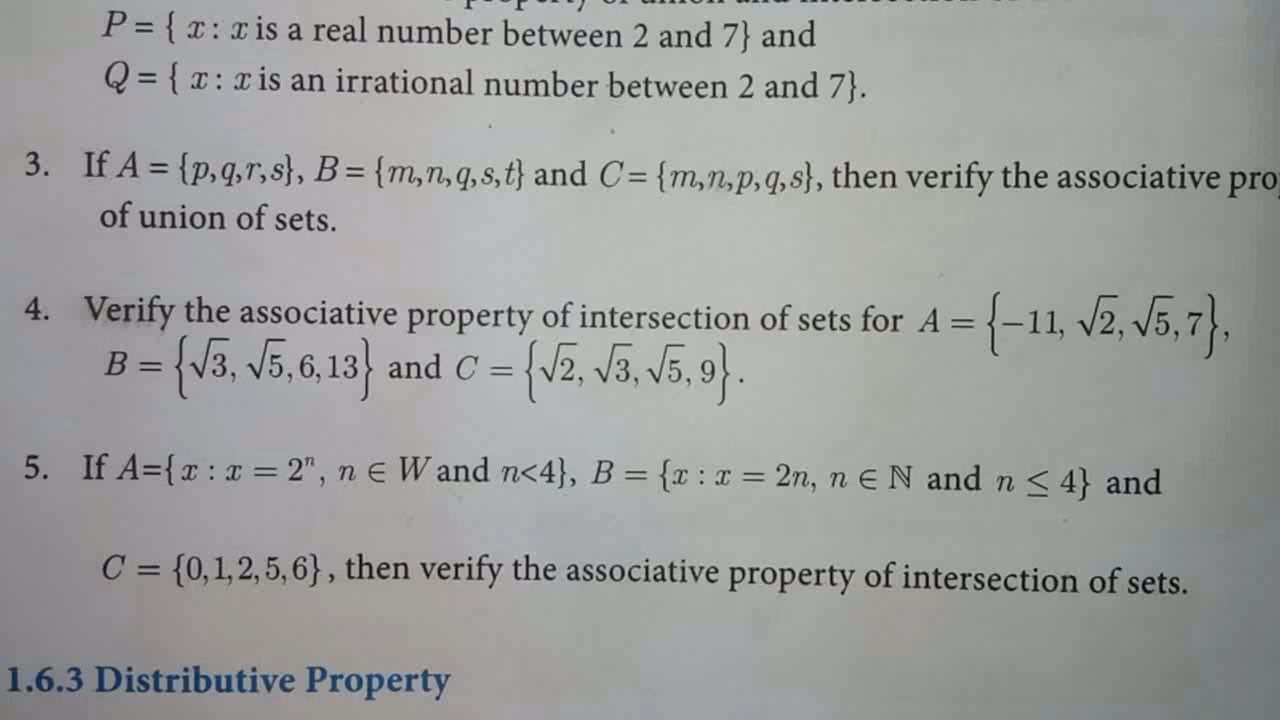 P = { x : x is a real number between 2 and 7} and
Q = { x : x is an irrational number between 2 and 7}.
3. If A = {p,q,r,s}, B = {m,n,q,s,t} and C = {m,n,p,q,s}, then verify the associative pro
of union of sets.
4. Verify the associative property of intersection of sets for A = {−11, √2, √5, 7},
B = {√3, √5, 6, 13} and C = {√2, √3, √5, 9}.
5. If A={x : x = 2ⁿ, n ∈ W and n<4}, B = {x : x = 2n, n ∈ ℕ and n ≤ 4} and
C = {0,1,2,5,6}, then verify the associative property of intersection of sets.
1.6.3 Distributive Property